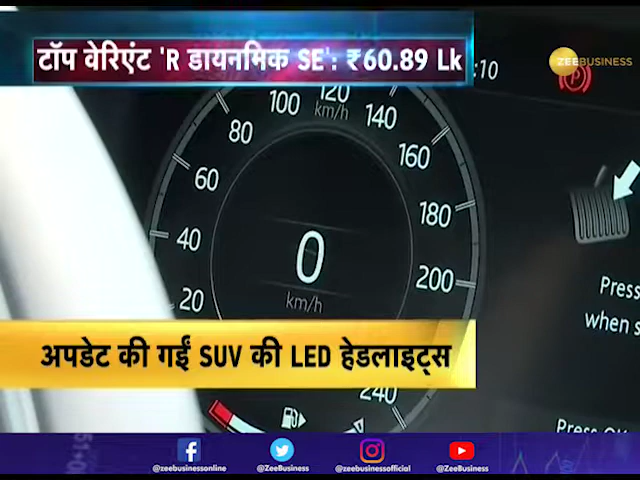 टॉप वेरिएंट 'R डायनमिक SE': ₹60.89 Lk
:10
ZEEBUSINESS
P
120
km/h
100
140
80
160
60
180
40
200
20
0
km/h
240
Press
when s
Press OK
अपडेट की गईं SUV की LED हेडलाइट्स
@zeebusinessonline
@ZeeBusiness
@zeebusinessofficial
@ZeeBusiness